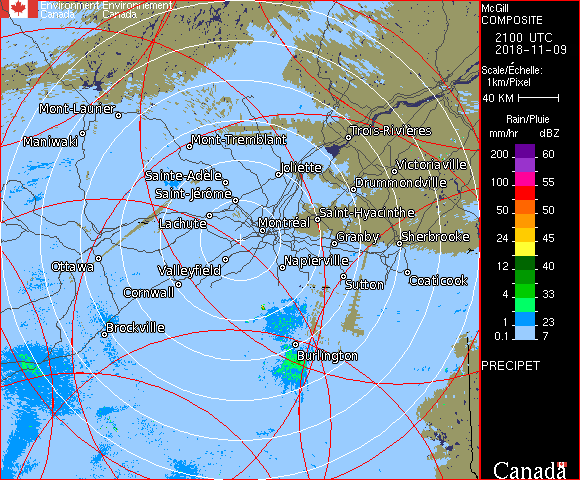 Environment Environnement
Canada Canada
McGill
COMPOSITE
2100 UTC
2018-11-09
Scale/Échelle:
1km/Pixel
40 KM
Rain/Pluie
mm/hr dBZ
200 60
150 60
100 55
50 50
24 45
12 40
4 33
1 23
0.1 7
PRECIPET
Mont-Laurier
Maniwaki
Mont-Tremblant
Trois-Rivières
Joliette
Victoriaville
Sainte-Adèle
Drummondville
Saint-Jérôme
Lachute
Saint-Hyacinthe
Montréal
Granby
Sherbrooke
Ottawa
Valleyfield
Napierville
Cornwall
Sutton
Coaticook
Brockville
Burlington
Canada